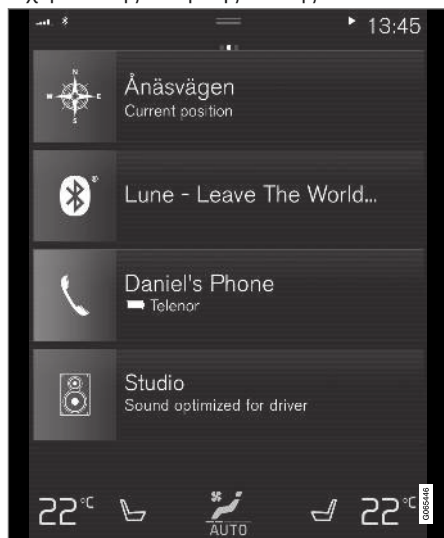 13:45
N
W E
S
Ånäsvägen
Current position
Lune - Leave The World...
Daniel's Phone
Telenor
Studio
Sound optimized for driver
22°C
AUTO
22°C
G065446